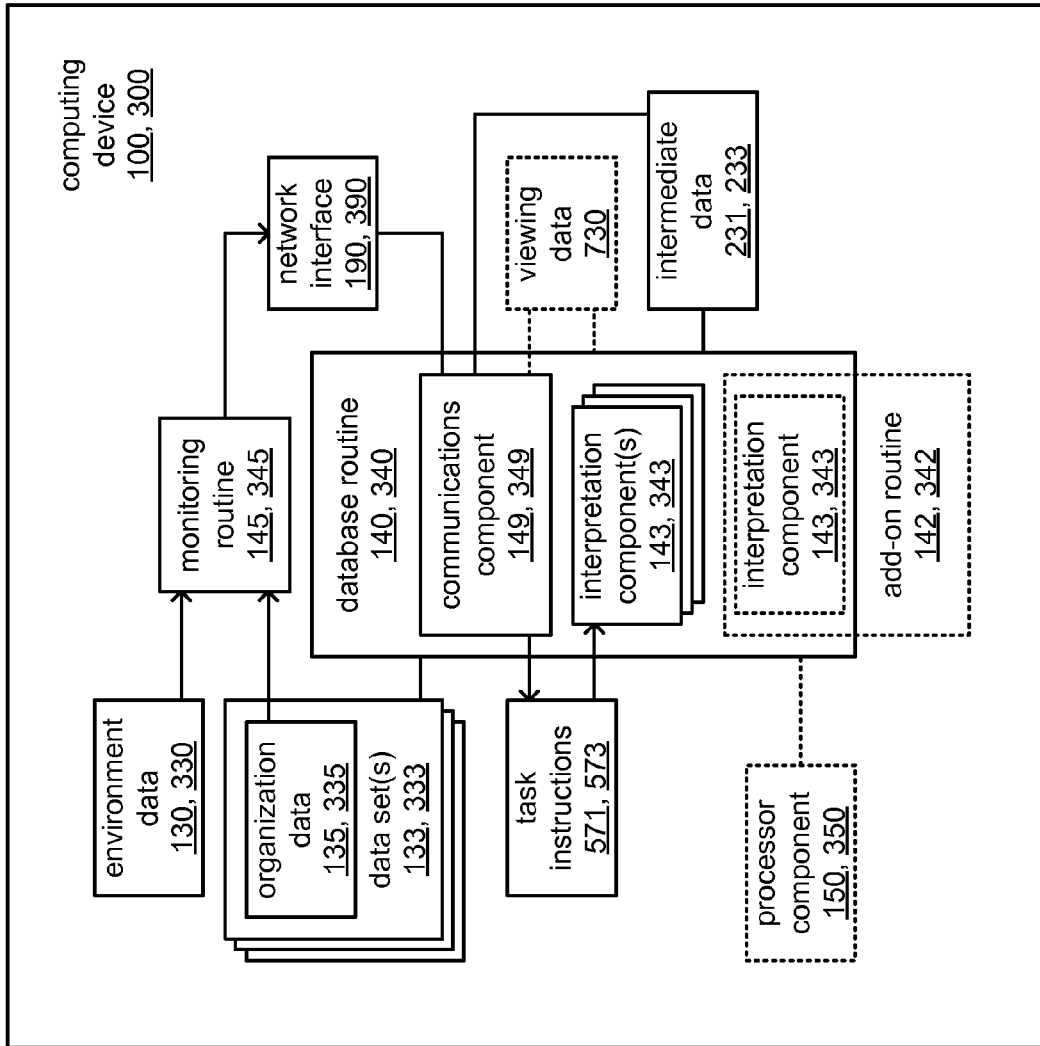 computing
device
100, 300
environment
data
130, 330
monitoring
routine
145, 345
network
interface
190, 390
organization
data
135, 335
data set(s)
133, 333
database routine
140, 340
communications
component
149, 349
viewing
data
730
task
instructions
571, 573
interpretation
component(s)
143, 343
intermediate
data
231, 233
processor
component
150, 350
interpretation
component
143, 343
add-on routine
142, 342